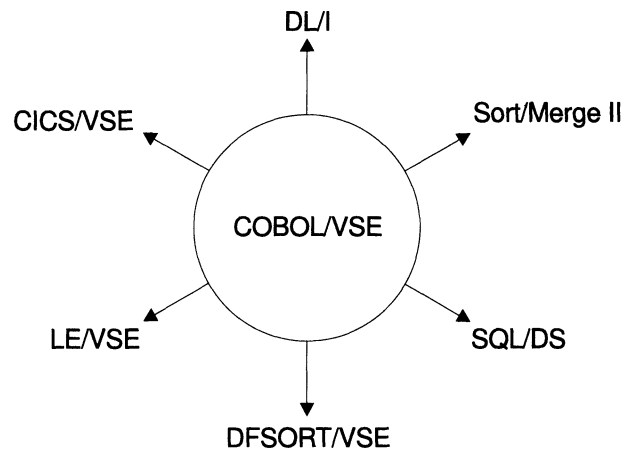 DL/I
CICS/VSE
Sort/Merge II
COBOL/VSE
LE/VSE
SQL/DS
DFSORT/VSE